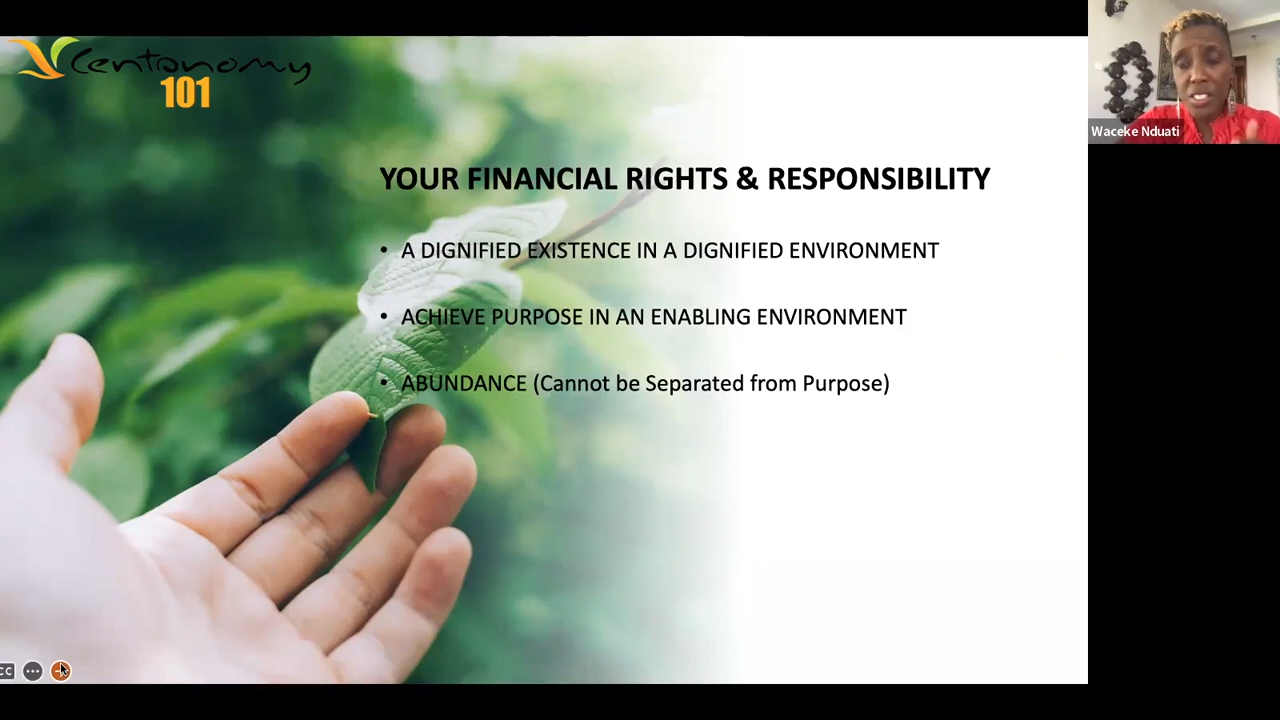 Centonomy
101
Waceke Nduati
YOUR FINANCIAL RIGHTS & RESPONSIBILITY
• A DIGNIFIED EXISTENCE IN A DIGNIFIED ENVIRONMENT
• ACHIEVE PURPOSE IN AN ENABLING ENVIRONMENT
• ABUNDANCE (Cannot be Separated from Purpose)
CC